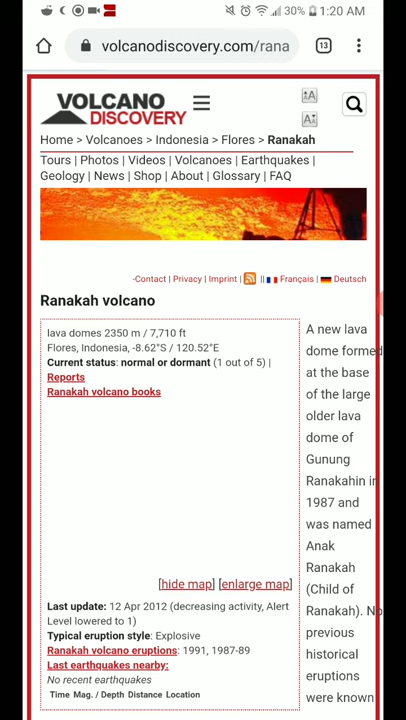 30% 1:20 AM
volcanodiscovery.com/rana
13
VOLCANO
DISCOVERY
A
A
Home > Volcanoes > Indonesia > Flores > Ranakah
Tours | Photos | Videos | Volcanoes | Earthquakes |
Geology | News | Shop | About | Glossary | FAQ
-Contact | Privacy | Imprint | || Français | Deutsch
Ranakah volcano
lava domes 2350 m / 7,710 ft
Flores, Indonesia, -8.62°S / 120.52°E
Current status: normal or dormant (1 out of 5) |
Reports
Ranakah volcano books
[hide map] [enlarge map]
Last update: 12 Apr 2012 (decreasing activity, Alert
Level lowered to 1)
Typical eruption style: Explosive
Ranakah volcano eruptions: 1991, 1987-89
Last earthquakes nearby:
No recent earthquakes
Time Mag. / Depth Distance Location
A new lava
dome formed
at the base
of the large
older lava
dome of
Gunung
Ranakahin in
1987 and
was named
Anak
Ranakah
(Child of
Ranakah). No
previous
historical
eruptions
were known